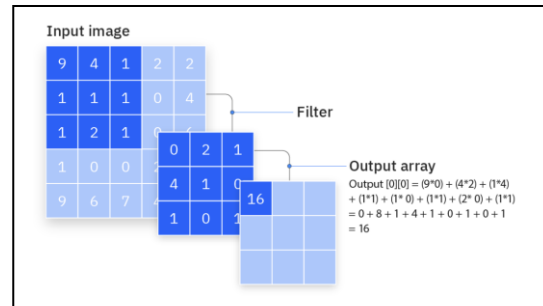 Input image
9 4 1 2 2
1 1 1 0 4
1 2 1 0
1 0 0
9 6 7
Filter
0 2 1
4 1 0
1 0 1
Output array
16
Output [0][0] = (9*0) + (4*2) + (1*4)
+ (1*1) + (1* 0) + (1*1) + (2* 0) + (1*1)
= 0 + 8 + 1 + 4 + 1 + 0 + 1 + 0 + 1
= 16